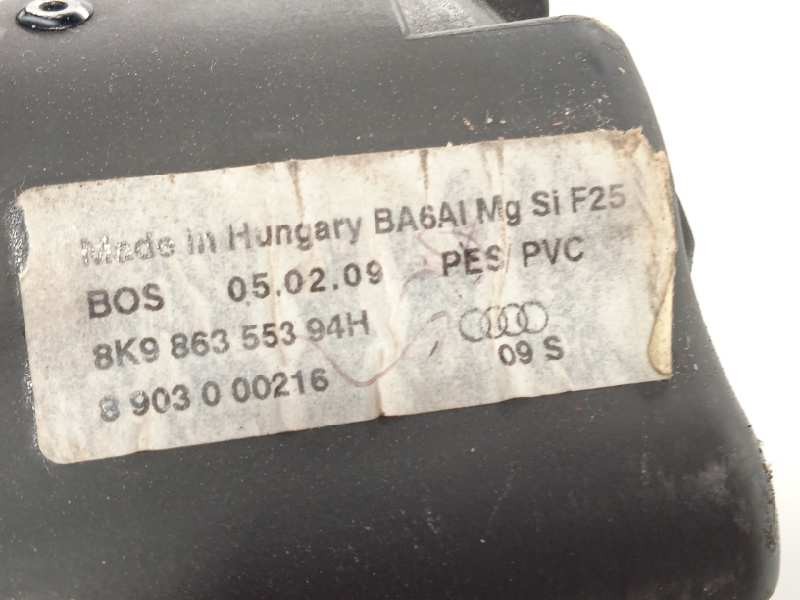 Made in Hungary BA6Al Mg Si F25
BOS 05.02.09 PES/PVC
8K9 863 553 94H
09 S
8 903 0 00216